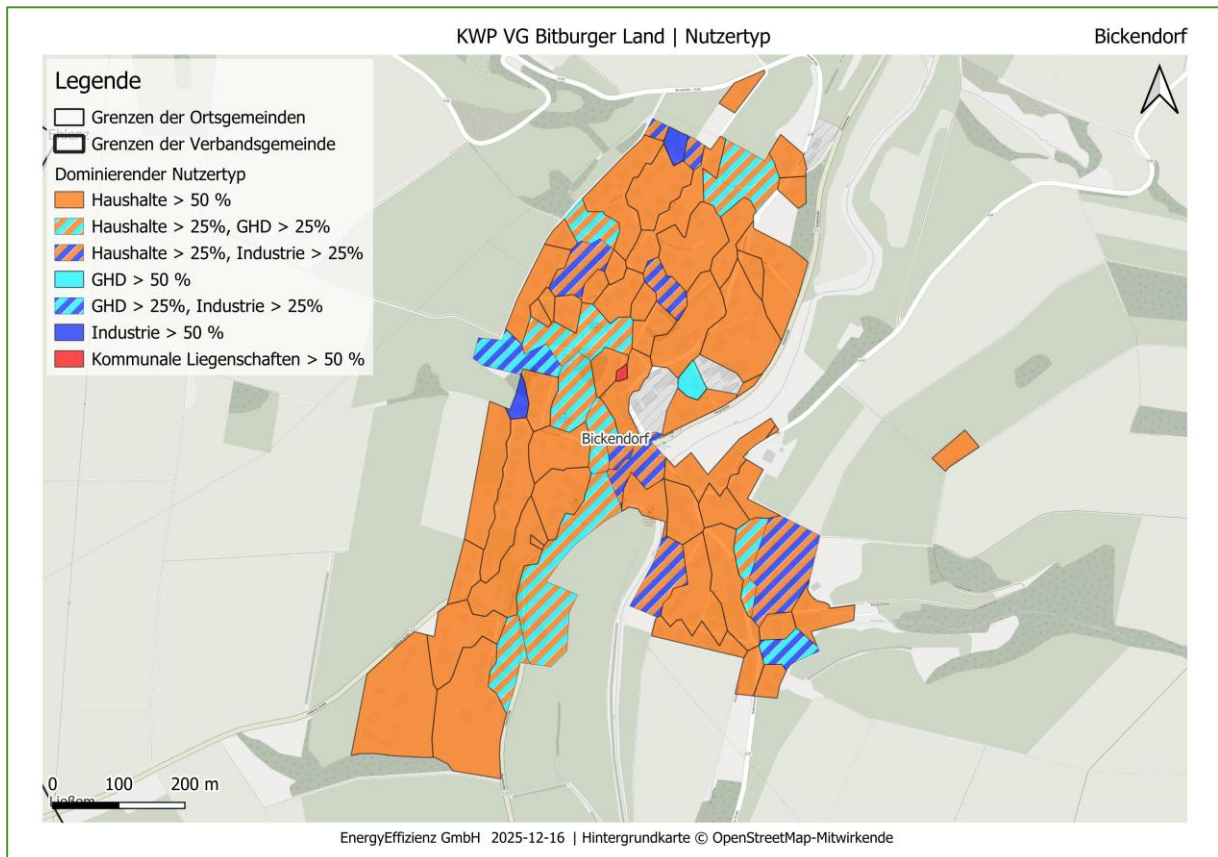 KWP VG Bitburger Land | Nutzertyp
Bickendorf
Legende
Grenzen der Ortsgemeinden
Grenzen der Verbandsgemeinde
Dominierender Nutzertyp
Haushalte > 50 %
Haushalte > 25%, GHD > 25%
Haushalte > 25%, Industrie > 25%
GHD > 50 %
GHD > 25%, Industrie > 25%
Industrie > 50 %
Kommunale Liegenschaften > 50 %
Bickendorf
0 100 200 m
Ließem
EnergyEffizienz GmbH 2025-12-16 | Hintergrundkarte © OpenStreetMap-Mitwirkende